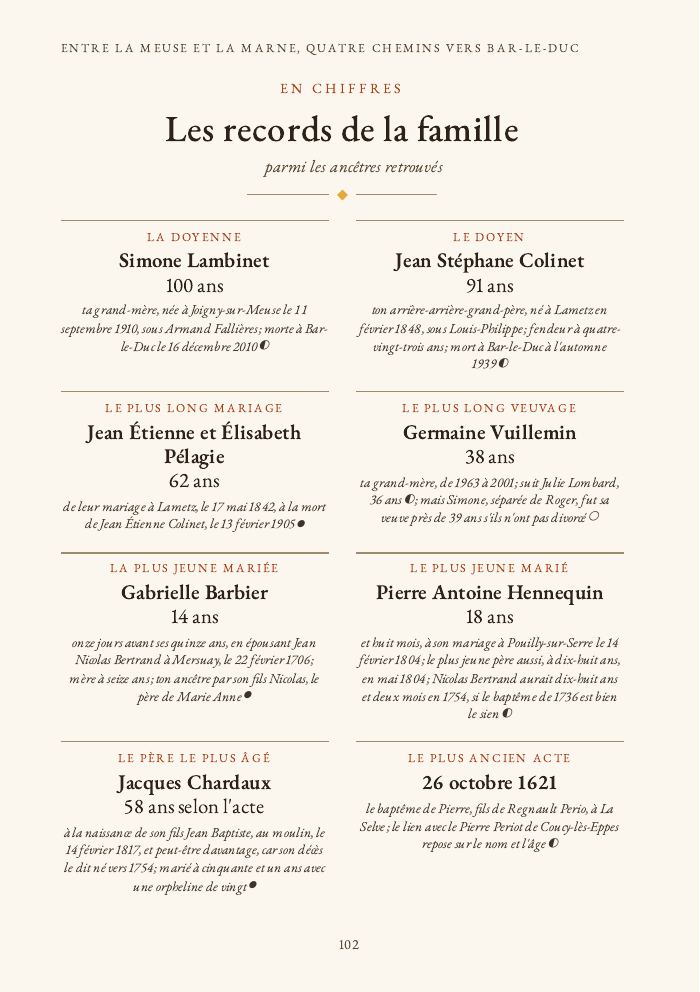 ENTRE LA MEUSE ET LA MARNE, QUATRE CHEMINS VERS BAR-LE-DUC
EN CHIFFRES
Les records de la famille
parmi les ancêtres retrouvés
LA DOYENNE
Simone Lambinet
100 ans
ta grand-mère, née à Joigny-sur-Meuse le 11
septembre 1910, sous Armand Fallières; morte à Bar-
le-Duc le 16 décembre 2010 ◐
LE DOYEN
Jean Stéphane Colinet
91 ans
ton arrière-arrière-grand-père, né à Lametz en
février 1848, sous Louis-Philippe; fendeur à quatre-
vingt-trois ans; mort à Bar-le-Duc à l'automne
1939 ◐
LE PLUS LONG MARIAGE
Jean Étienne et Élisabeth
Pélagie
62 ans
de leur mariage à Lametz, le 17 mai 1842, à la mort
de Jean Étienne Colinet, le 13 février 1905 ●
LE PLUS LONG VEUVAGE
Germaine Vuillemin
38 ans
ta grand-mère, de 1963 à 2001; suit Julie Lombard,
36 ans ◐; mais Simone, séparée de Roger, fut sa
veuve près de 39 ans s'ils n'ont pas divorcé ○
LA PLUS JEUNE MARIÉE
Gabrielle Barbier
14 ans
onze jours avant ses quinze ans, en épousant Jean
Nicolas Bertrand à Mersuay, le 22 février 1706;
mère à seize ans; ton ancêtre par son fils Nicolas, le
père de Marie Anne ●
LE PLUS JEUNE MARIÉ
Pierre Antoine Hennequin
18 ans
et huit mois, à son mariage à Pouilly-sur-Serre le 14
février 1804; le plus jeune père aussi, à dix-huit ans,
en mai 1804; Nicolas Bertrand aurait dix-huit ans
et deux mois en 1754, si le baptême de 1736 est bien
le sien ◐
LE PÈRE LE PLUS ÂGÉ
Jacques Chardaux
58 ans selon l'acte
à la naissance de son fils Jean Baptiste, au moulin, le
14 février 1817, et peut-être davantage, car son décès
le dit né vers 1754; marié à cinquante et un ans avec
une orpheline de vingt ●
LE PLUS ANCIEN ACTE
26 octobre 1621
le baptême de Pierre, fils de Regnault Perio, à La
Selve; le lien avec le Pierre Periot de Coucy-lès-Eppes
repose sur le nom et l'âge ◐
102